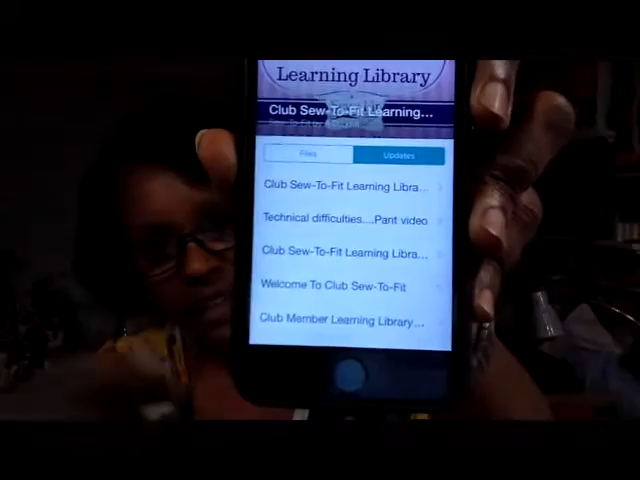 Learning Library
Club Sew-To-Fit Learning...
Files
Updates
Club Sew-To-Fit Learning Libra...
Technical difficulties....Pant video
Club Sew-To-Fit Learning Libra...
Welcome To Club Sew-To-Fit
Club Member Learning Library...